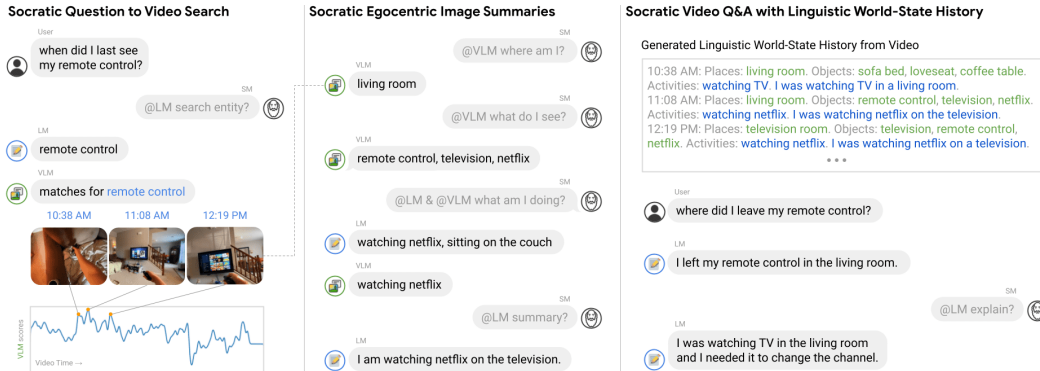 Socratic Question to Video Search
User
when did I last see
my remote control?
SM
@LM search entity?
LM
remote control
VLM
matches for remote control
10:38 AM 11:08 AM 12:19 PM
VLM scores
Video Time →
Socratic Egocentric Image Summaries
SM
@VLM where am I?
VLM
living room
SM
@VLM what do I see?
VLM
remote control, television, netflix
SM
@LM & @VLM what am I doing?
LM
watching netflix, sitting on the couch
VLM
watching netflix
SM
@LM summary?
LM
I am watching netflix on the television.
Socratic Video Q&A with Linguistic World-State History
Generated Linguistic World-State History from Video
10:38 AM: Places: living room. Objects: sofa bed, loveseat, coffee table.
Activities: watching TV. I was watching TV in a living room.
11:08 AM: Places: living room. Objects: remote control, television, netflix.
Activities: watching netflix. I was watching netflix on the television.
12:19 PM: Places: television room. Objects: television, remote control,
netflix. Activities: watching netflix. I was watching netflix on a television.
•••
User
where did I leave my remote control?
LM
I left my remote control in the living room.
SM
@LM explain?
LM
I was watching TV in the living room
and I needed it to change the channel.